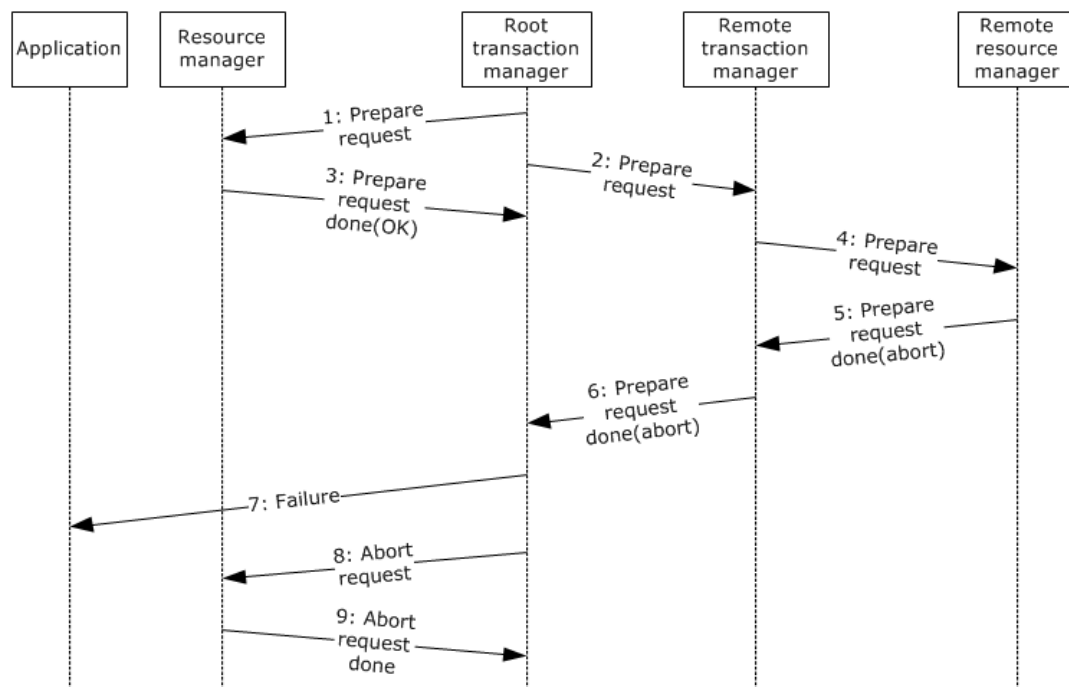 Application
Resource
manager
Root
transaction
manager
Remote
transaction
manager
Remote
resource
manager
1: Prepare
request
2: Prepare
request
3: Prepare
request
done(OK)
4: Prepare
request
5: Prepare
request
done(abort)
6: Prepare
request
done(abort)
7: Failure
8: Abort
request
9: Abort
request
done